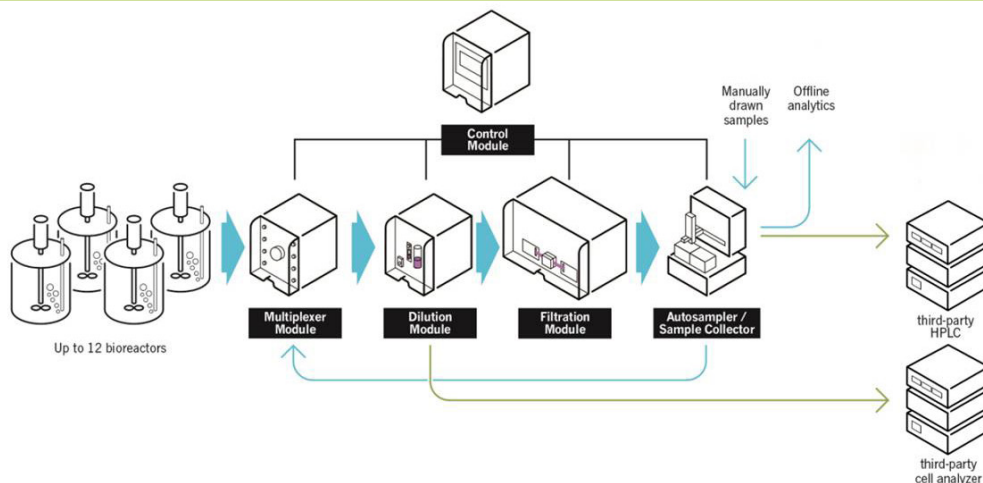 Control
Module
Manually
drawn
samples
Offline
analytics
Up to 12 bioreactors
Multiplexer
Module
Dilution
Module
Filtration Module
Autosampler /
Sample Collector
third-party
HPLC
third-party
cell analyzer